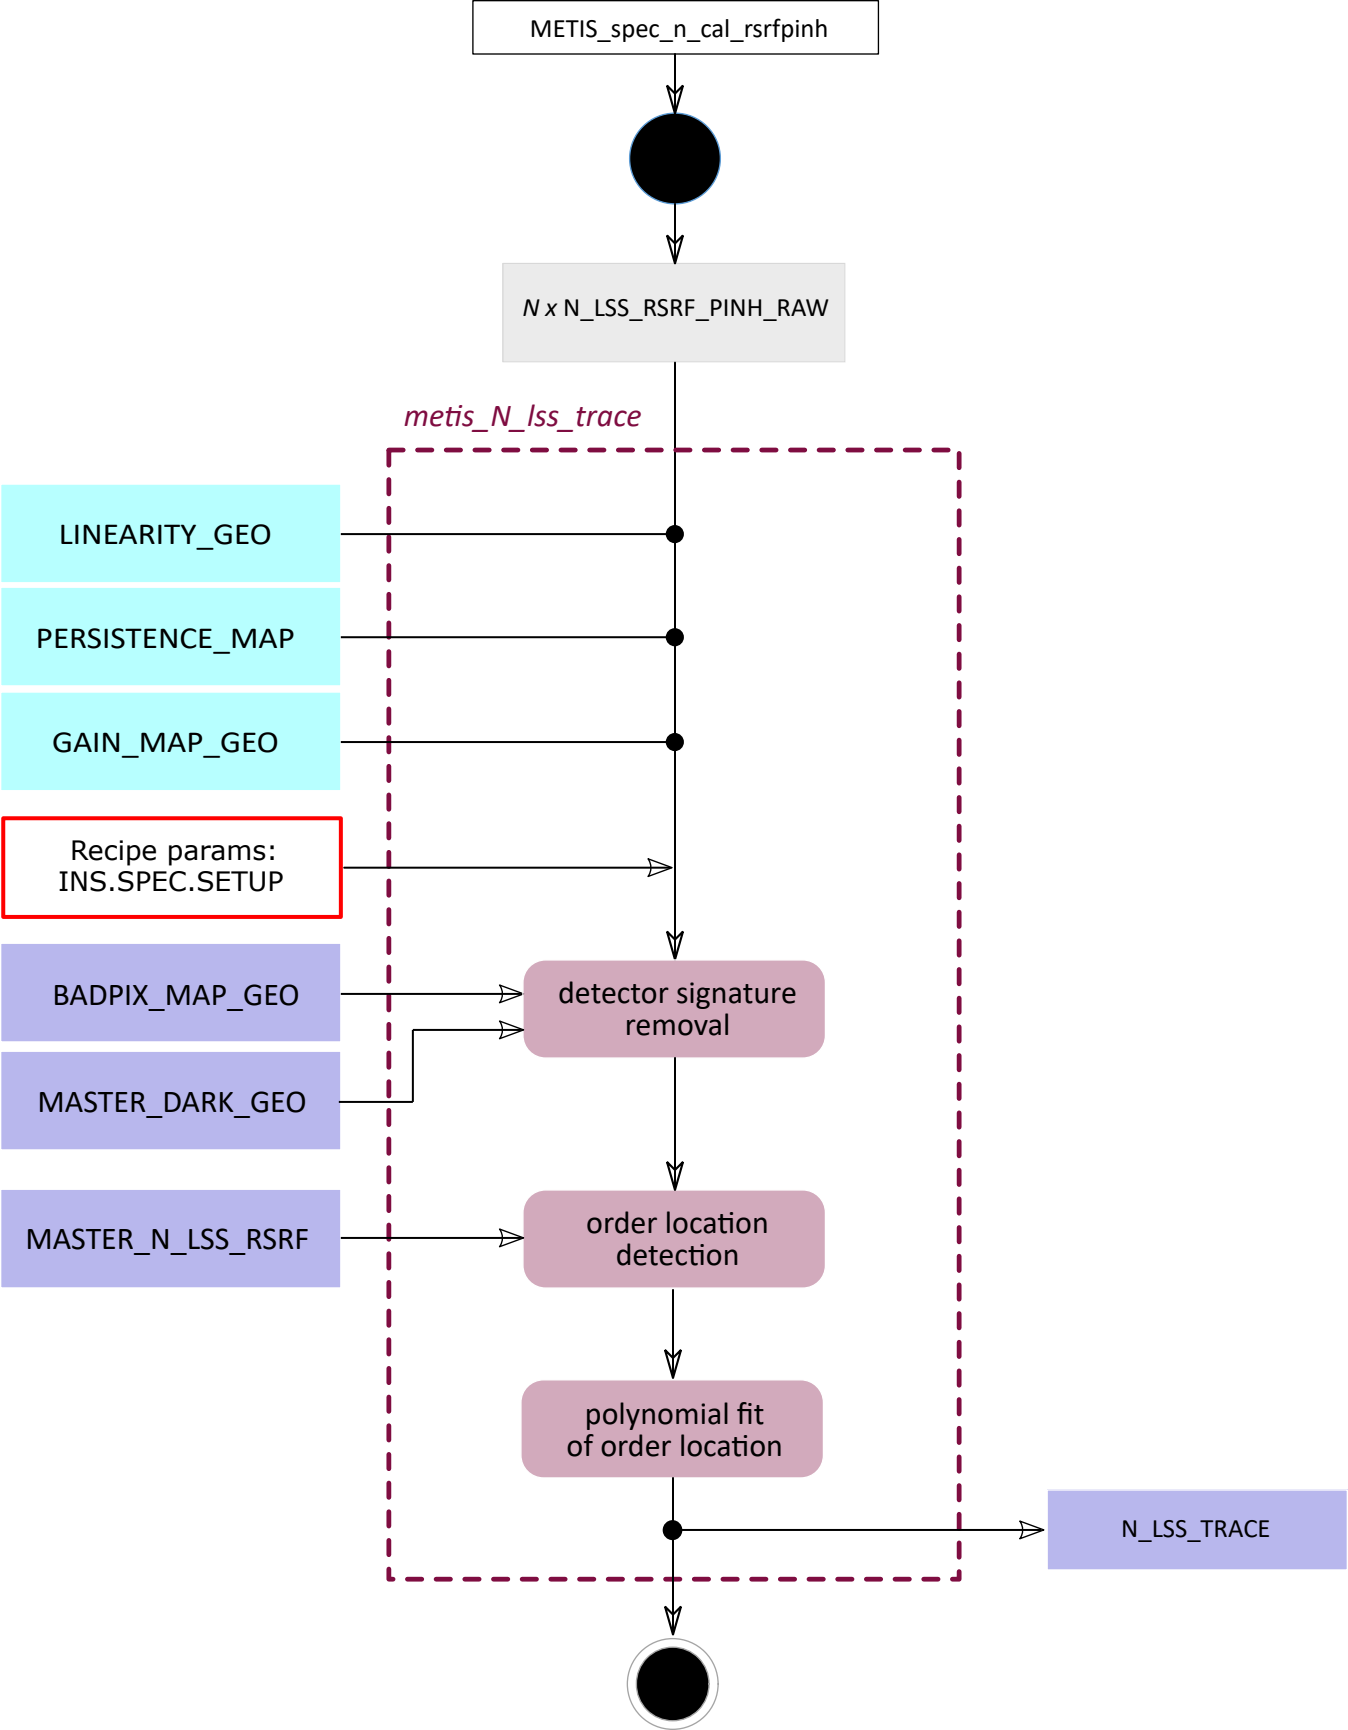 METIS_spec_n_cal_rsrfpinh
N x N_LSS_RSRF_PINH_RAW
metis_N_lss_trace
LINEARITY_GEO
PERSISTENCE_MAP
GAIN_MAP_GEO
Recipe params:
INS.SPEC.SETUP
BADPIX_MAP_GEO
detector signature
removal
MASTER_DARK_GEO
MASTER_N_LSS_RSRF
order location
detection
polynomial fit
of order location
N_LSS_TRACE